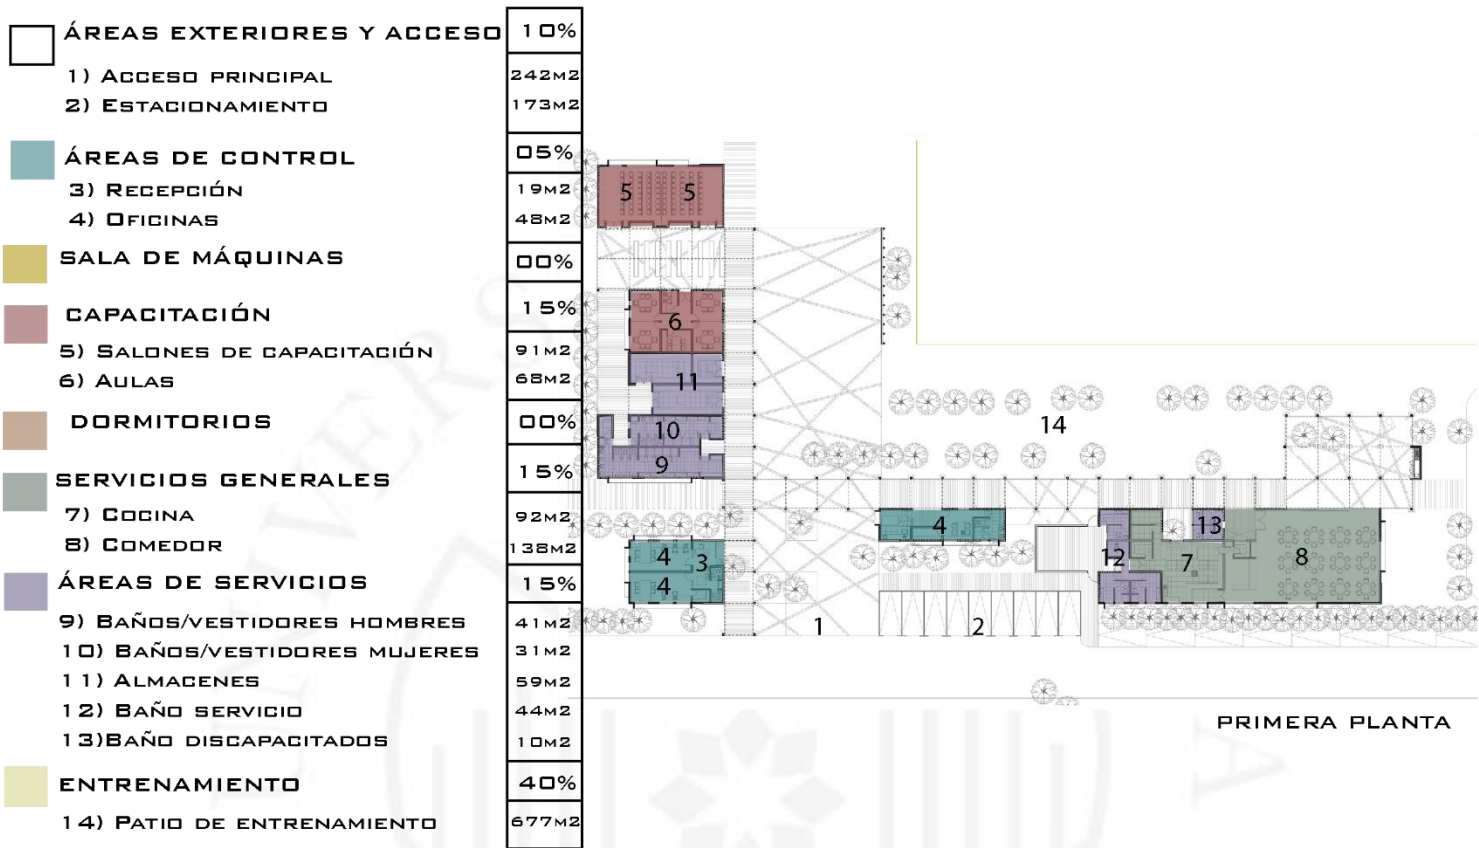 ÁREAS EXTERIORES Y ACCESO 10%
1) ACCESO PRINCIPAL 242M2
2) ESTACIONAMIENTO 173M2
ÁREAS DE CONTROL 05%
3) RECEPCIÓN 19M2
4) OFICINAS 48M2
SALA DE MÁQUINAS 00%
CAPACITACIÓN 15%
5) SALONES DE CAPACITACIÓN 91M2
6) AULAS 68M2
DORMITORIOS 00%
SERVICIOS GENERALES 15%
7) COCINA 92M2
8) COMEDOR 138M2
ÁREAS DE SERVICIOS 15%
9) BAÑOS/VESTIDORES HOMBRES 41M2
10) BAÑOS/VESTIDORES MUJERES 31M2
11) ALMACENES 59M2
12) BAÑO SERVICIO 44M2
13)BAÑO DISCAPACITADOS 10M2
ENTRENAMIENTO 40%
14) PATIO DE ENTRENAMIENTO 677M2
5 5
6
11
10
9
14
4 3
4
4
12
13
7
8
1
2
PRIMERA PLANTA
UNIVERS
A